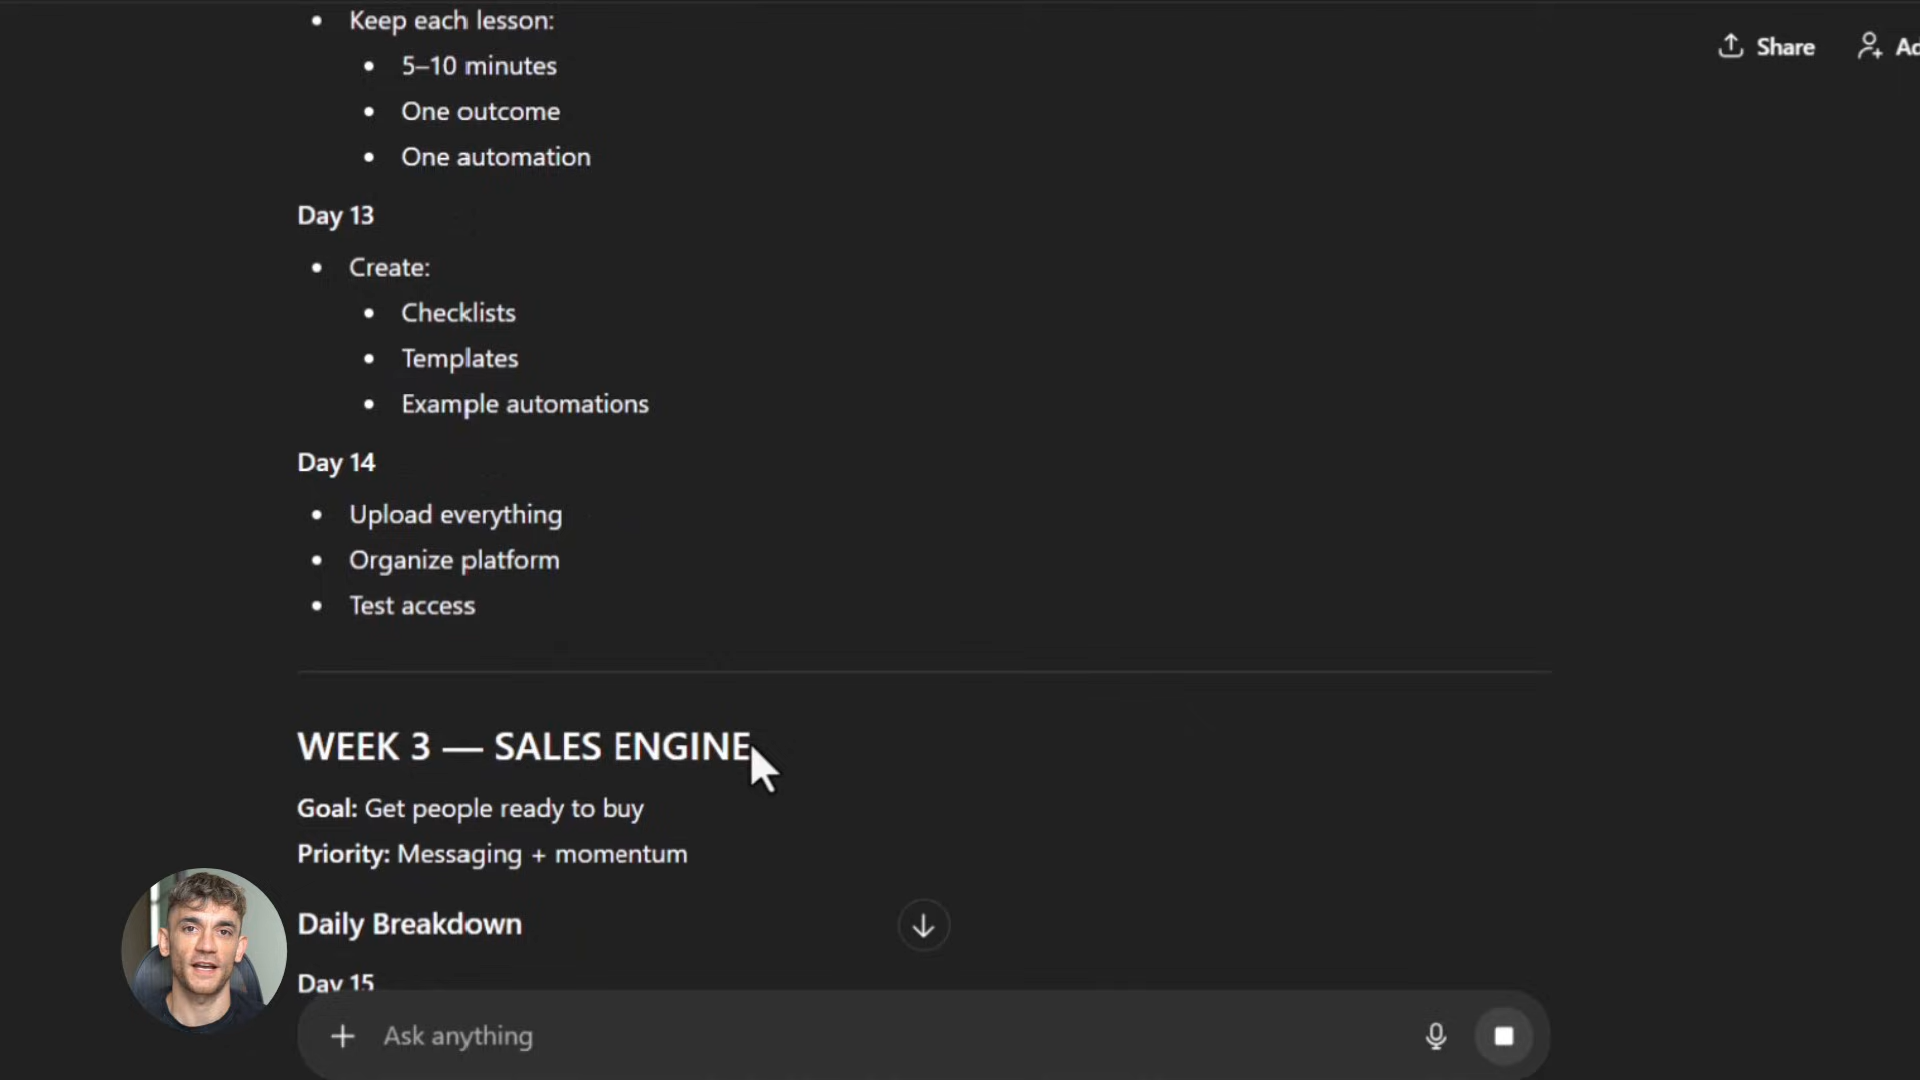 Keep each lesson:
Share
Ad
5–10 minutes
One outcome
One automation
Day 13
Create:
Checklists
Templates
Example automations
Day 14
Upload everything
Organize platform
Test access
WEEK 3 — SALES ENGINE
Goal: Get people ready to buy
Priority: Messaging + momentum
Daily Breakdown
Day 15
Ask anything